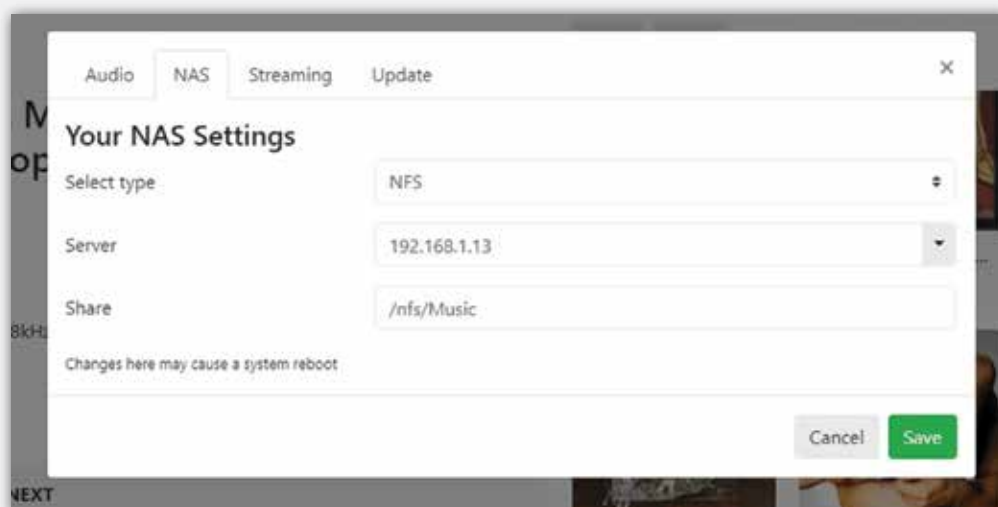 Audio NAS Streaming Update ×
Your NAS Settings
Select type NFS
Server 192.168.1.13
Share /nfs/Music
8kHz
Changes here may cause a system reboot
Cancel Save
NEXT